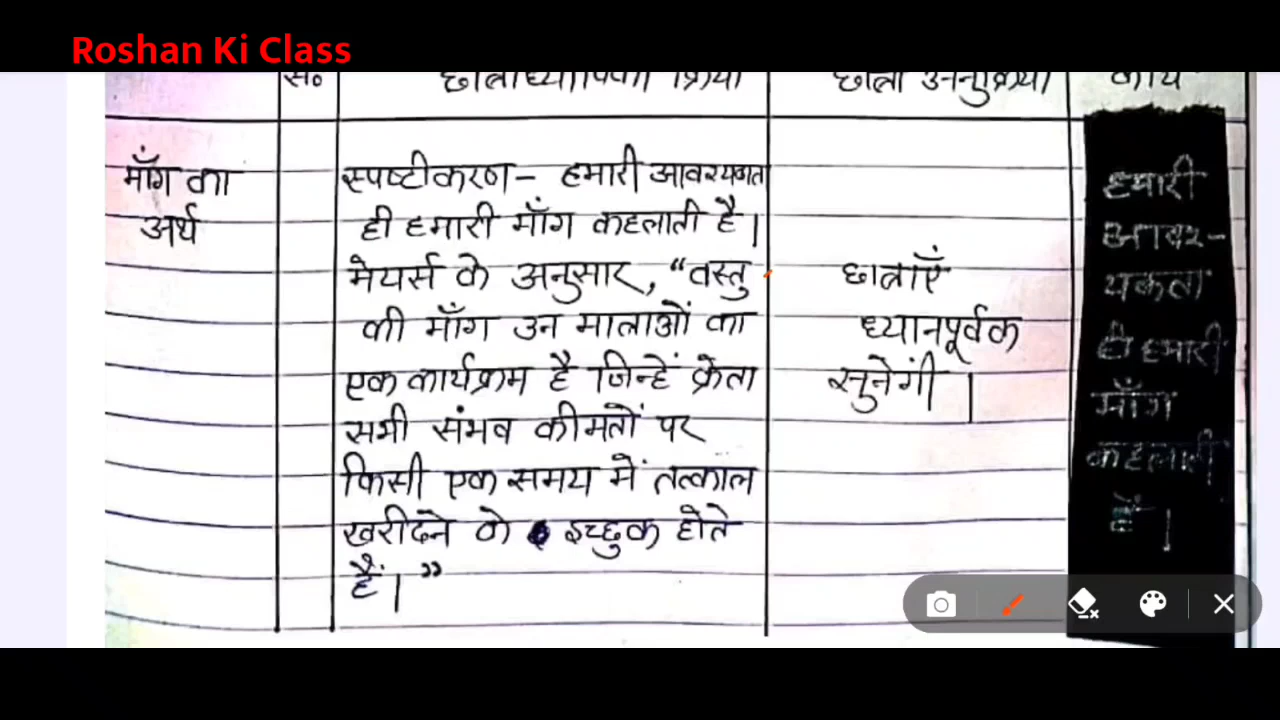 Roshan Ki Class
सं० छात्राध्यापिका क्रिया छात्रा अनुक्रिया कार्य
माँग का
अर्थ
स्पष्टीकरण- हमारी आवश्यकता
ही हमारी माँग कहलाती है।
मेयर्स के अनुसार, "वस्तु
की माँग उन मात्राओं का
एक कार्यक्रम है जिन्हें क्रेता
सभी संभव कीमतों पर
किसी एक समय में तत्काल
खरीदने के इच्छुक होते
हैं।"
छात्राएँ
ध्यानपूर्वक
सुनेगी।
हमारी
आवश-
यकता
ही हमारी
माँग
कहलाती
है।